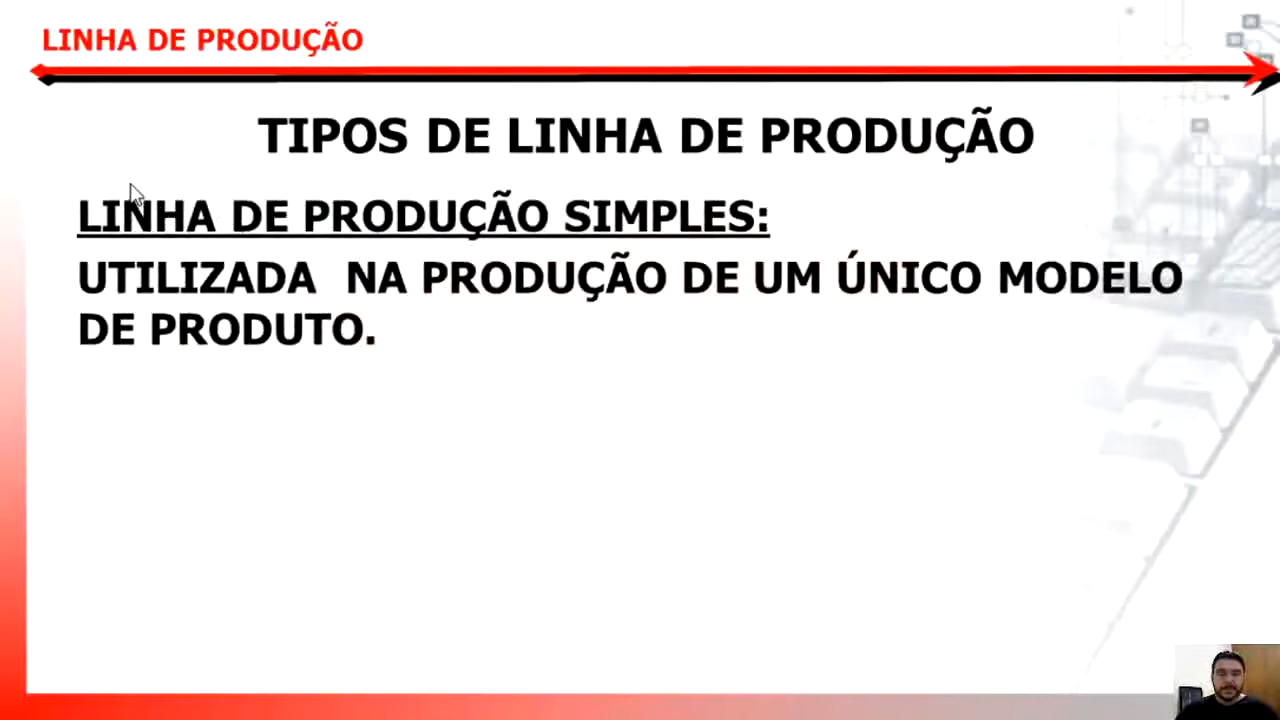 LINHA DE PRODUÇÃO
TIPOS DE LINHA DE PRODUÇÃO
LINHA DE PRODUÇÃO SIMPLES:
UTILIZADA NA PRODUÇÃO DE UM ÚNICO MODELO
DE PRODUTO.